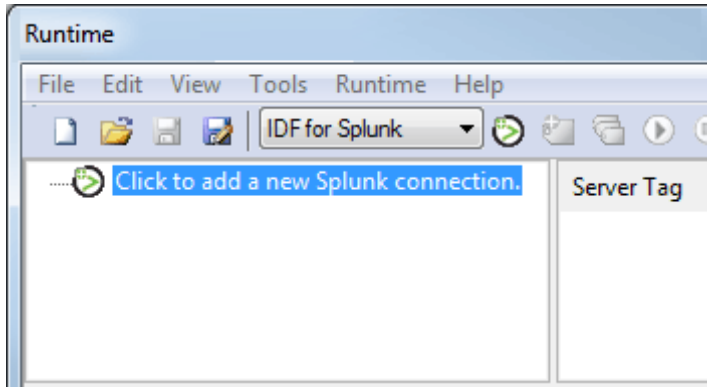 Runtime
File Edit View Tools Runtime Help
IDF for Splunk
Click to add a new Splunk connection.
Server Tag